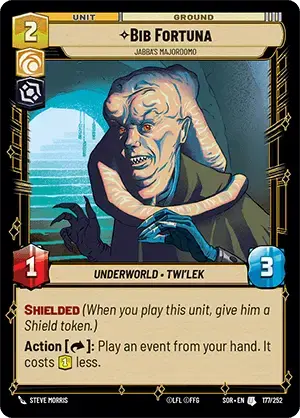 UNIT GROUND
2
BIB FORTUNA
JABBA'S MAJORDOMO
1
3
UNDERWORLD • TWI'LEK
SHIELDED (When you play this unit, give him a
Shield token.)
Action [ ]: Play an event from your hand. It
costs 1 less.
STEVE MORRIS ©LFL ©FFG SOR • EN U 177/252